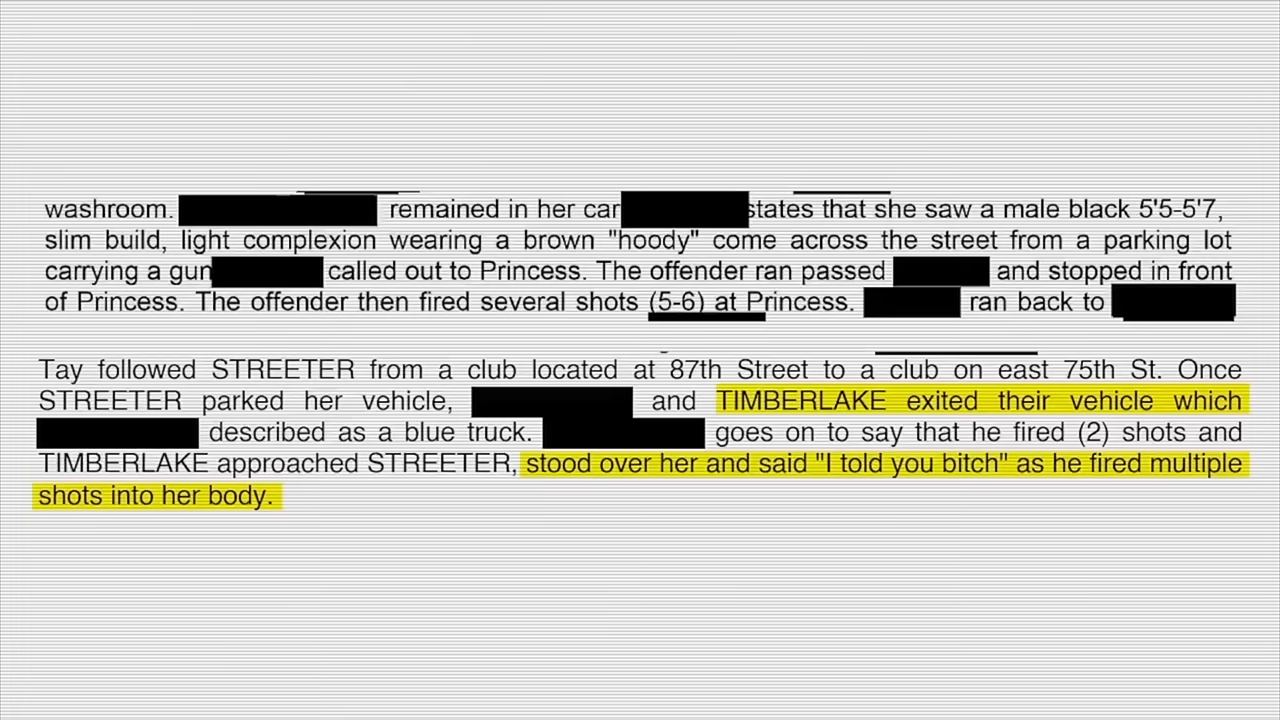 washroom. remained in her car states that she saw a male black 5'5-5'7,
slim build, light complexion wearing a brown "hoody" come across the street from a parking lot
carrying a gun called out to Princess. The offender ran passed and stopped in front
of Princess. The offender then fired several shots (5-6) at Princess. ran back to
Tay followed STREETER from a club located at 87th Street to a club on east 75th St. Once
STREETER parked her vehicle, and TIMBERLAKE exited their vehicle which
described as a blue truck. goes on to say that he fired (2) shots and
TIMBERLAKE approached STREETER, stood over her and said "I told you bitch" as he fired multiple
shots into her body.